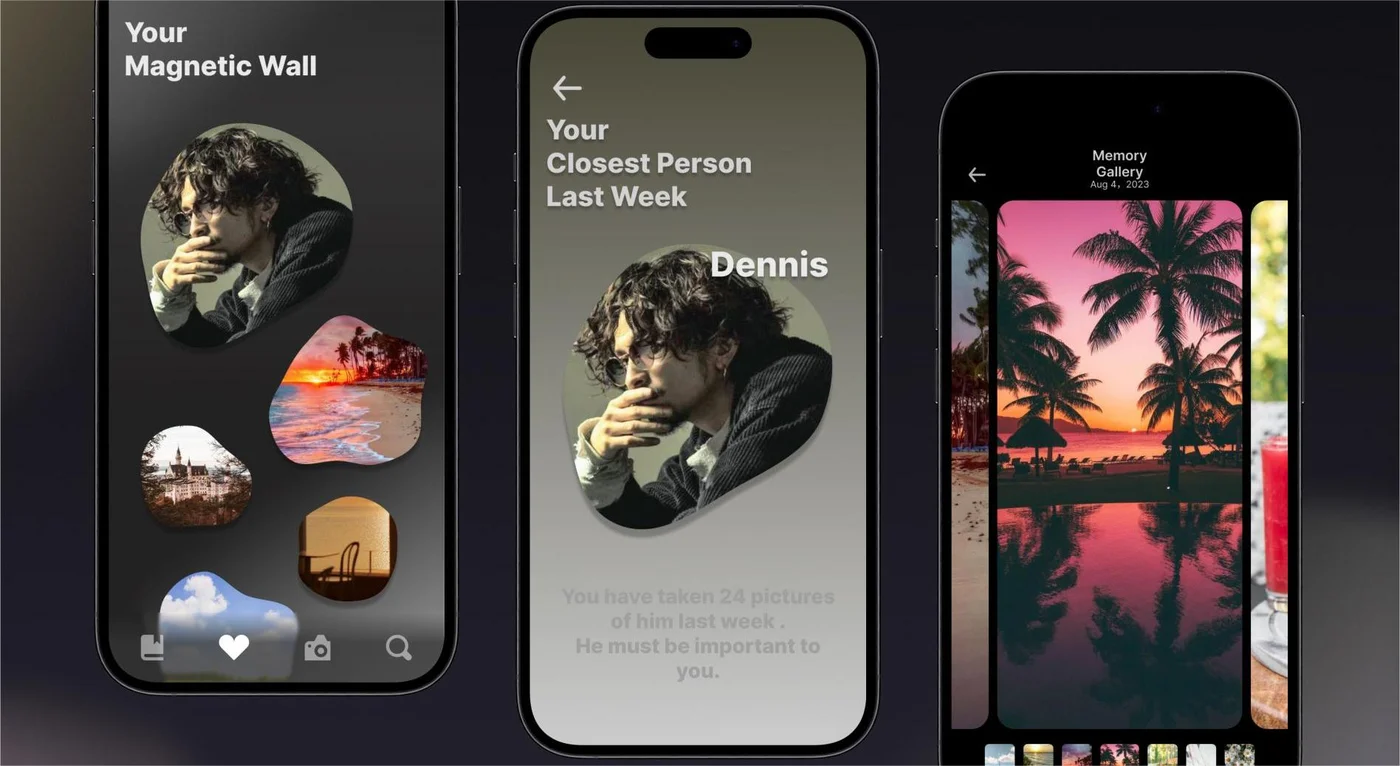 Your
Magnetic Wall
Your
Closest Person
Last Week
Dennis
You have taken 24 pictures
of him last week .
He must be important to
you.
Memory
Gallery
Aug 4, 2023